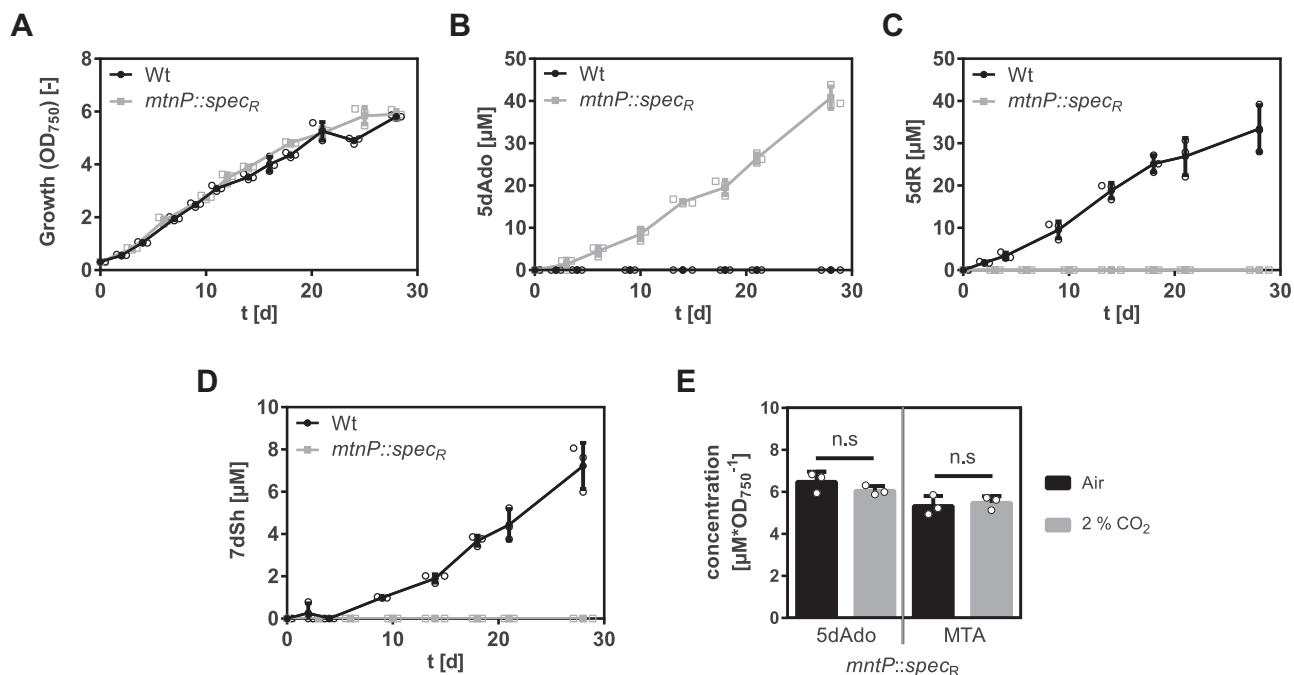 A
Growth (OD750) [-]
8
6
4
2
0
Wt
mtnP::specR
0 10 20 30
t [d]
B
5dAdo [µM]
50
40
30
20
10
0
Wt
mtnP::specR
0 10 20 30
t [d]
C
5dR [µM]
50
40
30
20
10
0
Wt
mtnP::specR
0 10 20 30
t [d]
D
7dSh [µM]
10
8
6
4
2
0
Wt
mtnP::specR
0 10 20 30
t [d]
E
concentration
[µM*OD750-1]
10
8
6
4
2
0
n.s
n.s
5dAdo MTA
mntP::specR
Air
2 % CO2